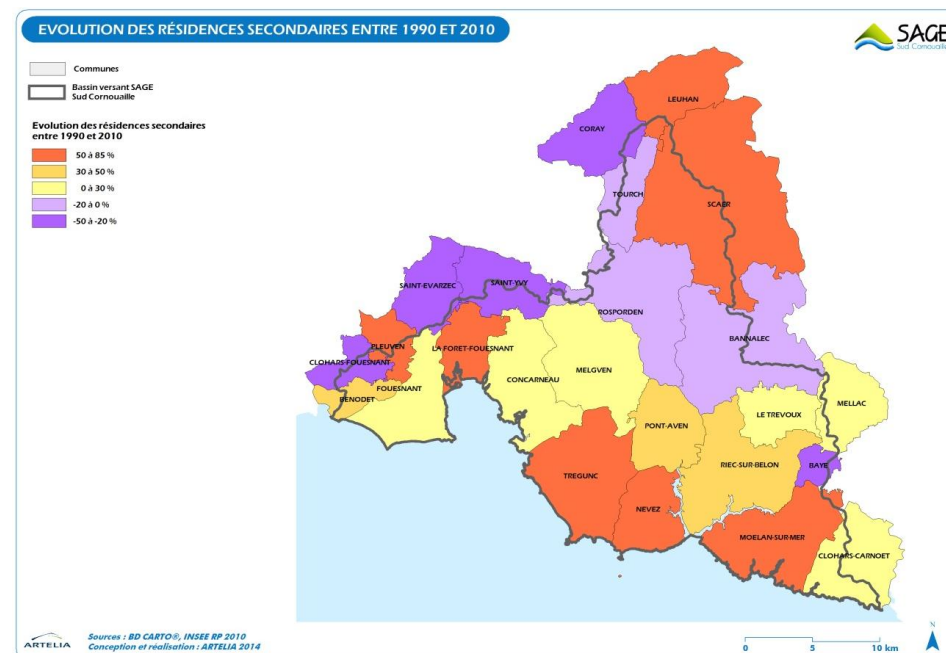 EVOLUTION DES RÉSIDENCES SECONDAIRES ENTRE 1990 ET 2010
SAGE
Sud Cornouaille
Communes
Bassin versant SAGE
Sud Cornouaille
Evolution des résidences secondaires
entre 1990 et 2010
50 à 85 %
30 à 50 %
0 à 30 %
-20 à 0 %
-50 à -20 %
LEUHAN
CORAY
TOURCH
SCAER
SAINT-EVARZEC
SAINT-YVY
ROSPORDEN
BANNALEC
PLEUVEN
LA FORET-FOUESNANT
CLOHARS-FOUESNANT
FOUESNANT
BENODET
CONCARNEAU
MELGVEN
MELLAC
LE TREVOUX
PONT-AVEN
RIEC-SUR-BELON
BAYE
TREGUNC
NEVEZ
MOELAN-SUR-MER
CLOHARS-CARNOET
ARTELIA
Sources : BD CARTO®, INSEE RP 2010
Conception et réalisation : ARTELIA 2014
0 5 10 km
N